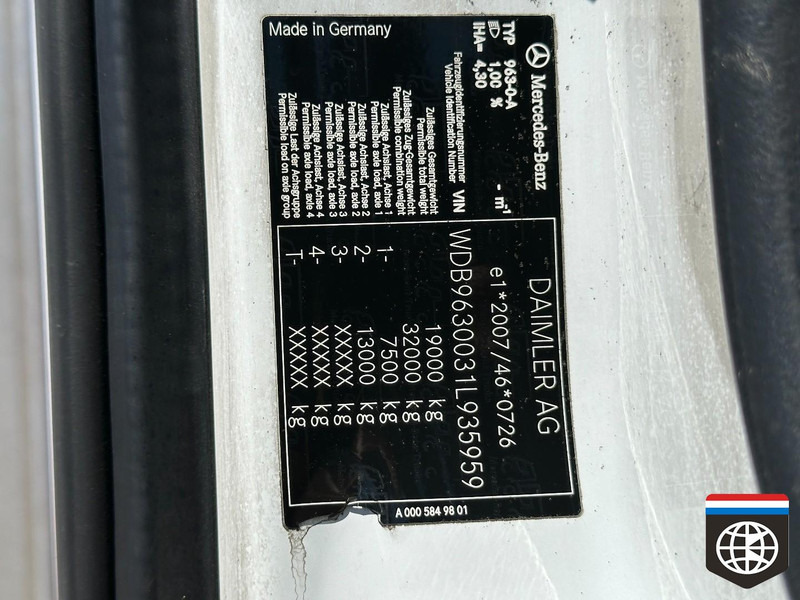 Mercedes-Benz
TYP 963-0-A - m⁻¹
1,00 %
IHA= 4,30
DAIMLER AG
e1*2007/46*0726
Fahrzeugidentifizierungsnummer
Vehicle Identification Number VIN WDB9630031L935959
Zulässiges Gesamtgewicht
Permissible total weight 19000 kg
Zulässiges Zug-Gesamtgewicht
Permissible combination weight 32000 kg
Zulässige Achslast, Achse 1
Permissible axle load, axle 1 1- 7500 kg
Zulässige Achslast, Achse 2
Permissible axle load, axle 2 2- 13000 kg
Zulässige Achslast, Achse 3
Permissible axle load, axle 3 3- XXXXX kg
Zulässige Achslast, Achse 4
Permissible axle load, axle 4 4- XXXXX kg
Zulässige Last der Achsgruppe
Permissible load on axle group T- XXXXX kg
Made in Germany
A 000 584 98 01